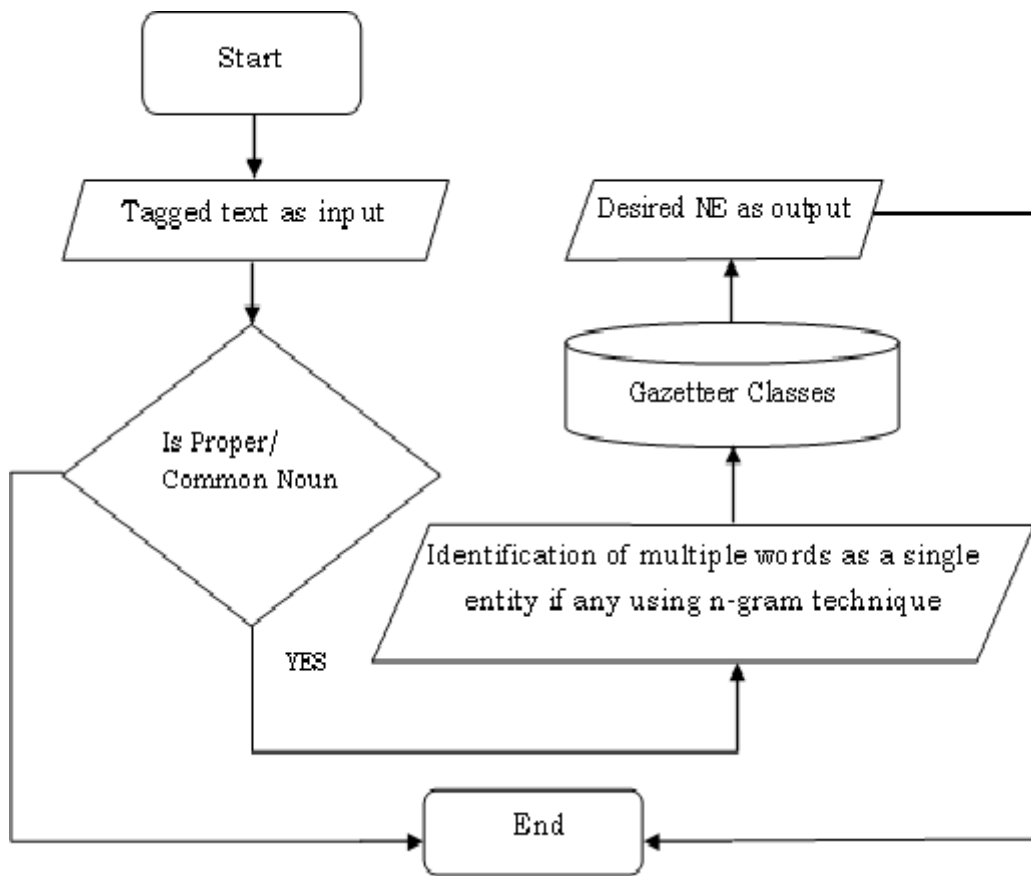 Start
Tagged text as input
Is Proper/
Common Noun
YES
Identification of multiple words as a single
entity if any using n-gram technique
Gazetteer Classes
Desired NE as output
End